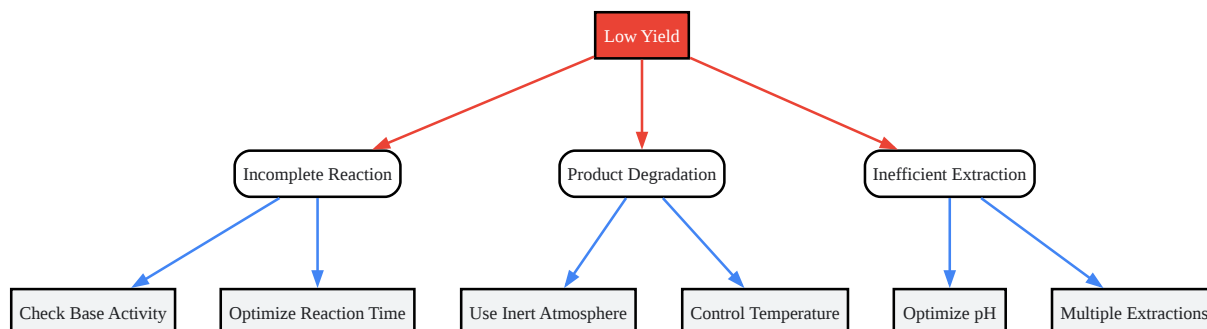 Low Yield
Incomplete Reaction
Product Degradation
Inefficient Extraction
Check Base Activity
Optimize Reaction Time
Use Inert Atmosphere
Control Temperature
Optimize pH
Multiple Extractions